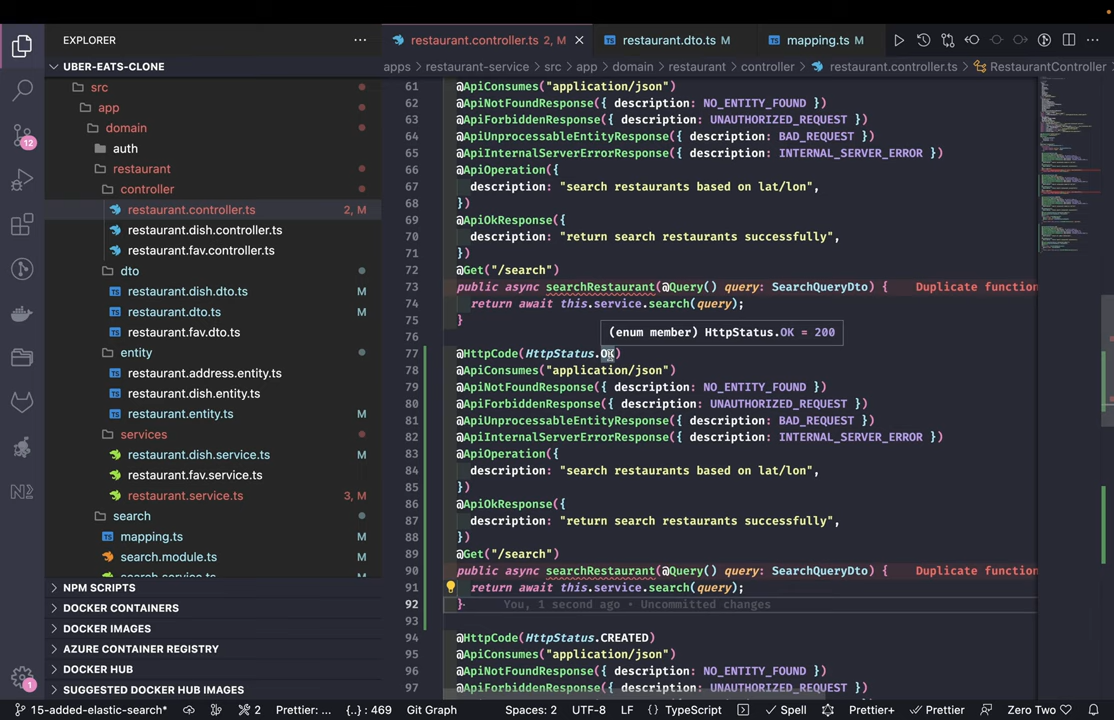 EXPLORER
UBER-EATS-CLONE
src
app
domain
auth
restaurant
controller
restaurant.controller.ts 2, M
restaurant.dish.controller.ts
restaurant.fav.controller.ts
dto
restaurant.dish.dto.ts M
restaurant.dto.ts M
restaurant.fav.dto.ts
entity
restaurant.address.entity.ts
restaurant.dish.entity.ts
restaurant.entity.ts M
services
restaurant.dish.service.ts M
restaurant.fav.service.ts
restaurant.service.ts 3, M
search
mapping.ts M
search.module.ts M
NPM SCRIPTS
DOCKER CONTAINERS
DOCKER IMAGES
AZURE CONTAINER REGISTRY
DOCKER HUB
SUGGESTED DOCKER HUB IMAGES
12
1
restaurant.controller.ts 2, M
restaurant.dto.ts M
mapping.ts M
apps > restaurant-service > src > app > domain > restaurant > controller > restaurant.controller.ts > RestaurantController
61 @ApiConsumes("application/json")
62 @ApiNotFoundResponse({ description: NO_ENTITY_FOUND })
63 @ApiForbiddenResponse({ description: UNAUTHORIZED_REQUEST })
64 @ApiUnprocessableEntityResponse({ description: BAD_REQUEST })
65 @ApiInternalServerErrorResponse({ description: INTERNAL_SERVER_ERROR })
66 @ApiOperation({
67 description: "search restaurants based on lat/lon",
68 })
69 @ApiOkResponse({
70 description: "return search restaurants successfully",
71 })
72 @Get("/search")
73 public async searchRestaurant(@Query() query: SearchQueryDto) { Duplicate function
74 return await this.service.search(query);
75 }
76
(enum member) HttpStatus.OK = 200
77 @HttpCode(HttpStatus.OK)
78 @ApiConsumes("application/json")
79 @ApiNotFoundResponse({ description: NO_ENTITY_FOUND })
80 @ApiForbiddenResponse({ description: UNAUTHORIZED_REQUEST })
81 @ApiUnprocessableEntityResponse({ description: BAD_REQUEST })
82 @ApiInternalServerErrorResponse({ description: INTERNAL_SERVER_ERROR })
83 @ApiOperation({
84 description: "search restaurants based on lat/lon",
85 })
86 @ApiOkResponse({
87 description: "return search restaurants successfully",
88 })
89 @Get("/search")
90 public async searchRestaurant(@Query() query: SearchQueryDto) { Duplicate function
91 return await this.service.search(query);
92 } You, 1 second ago • Uncommitted changes
93
94 @HttpCode(HttpStatus.CREATED)
95 @ApiConsumes("application/json")
96 @ApiNotFoundResponse({ description: NO_ENTITY_FOUND })
97 @ApiForbiddenResponse({ description: UNAUTHORIZED_REQUEST })
15-added-elastic-search* 2 Prettier: ... {..} : 469 Git Graph Spaces: 2 UTF-8 LF {} TypeScript Spell Prettier+ Prettier Zero Two